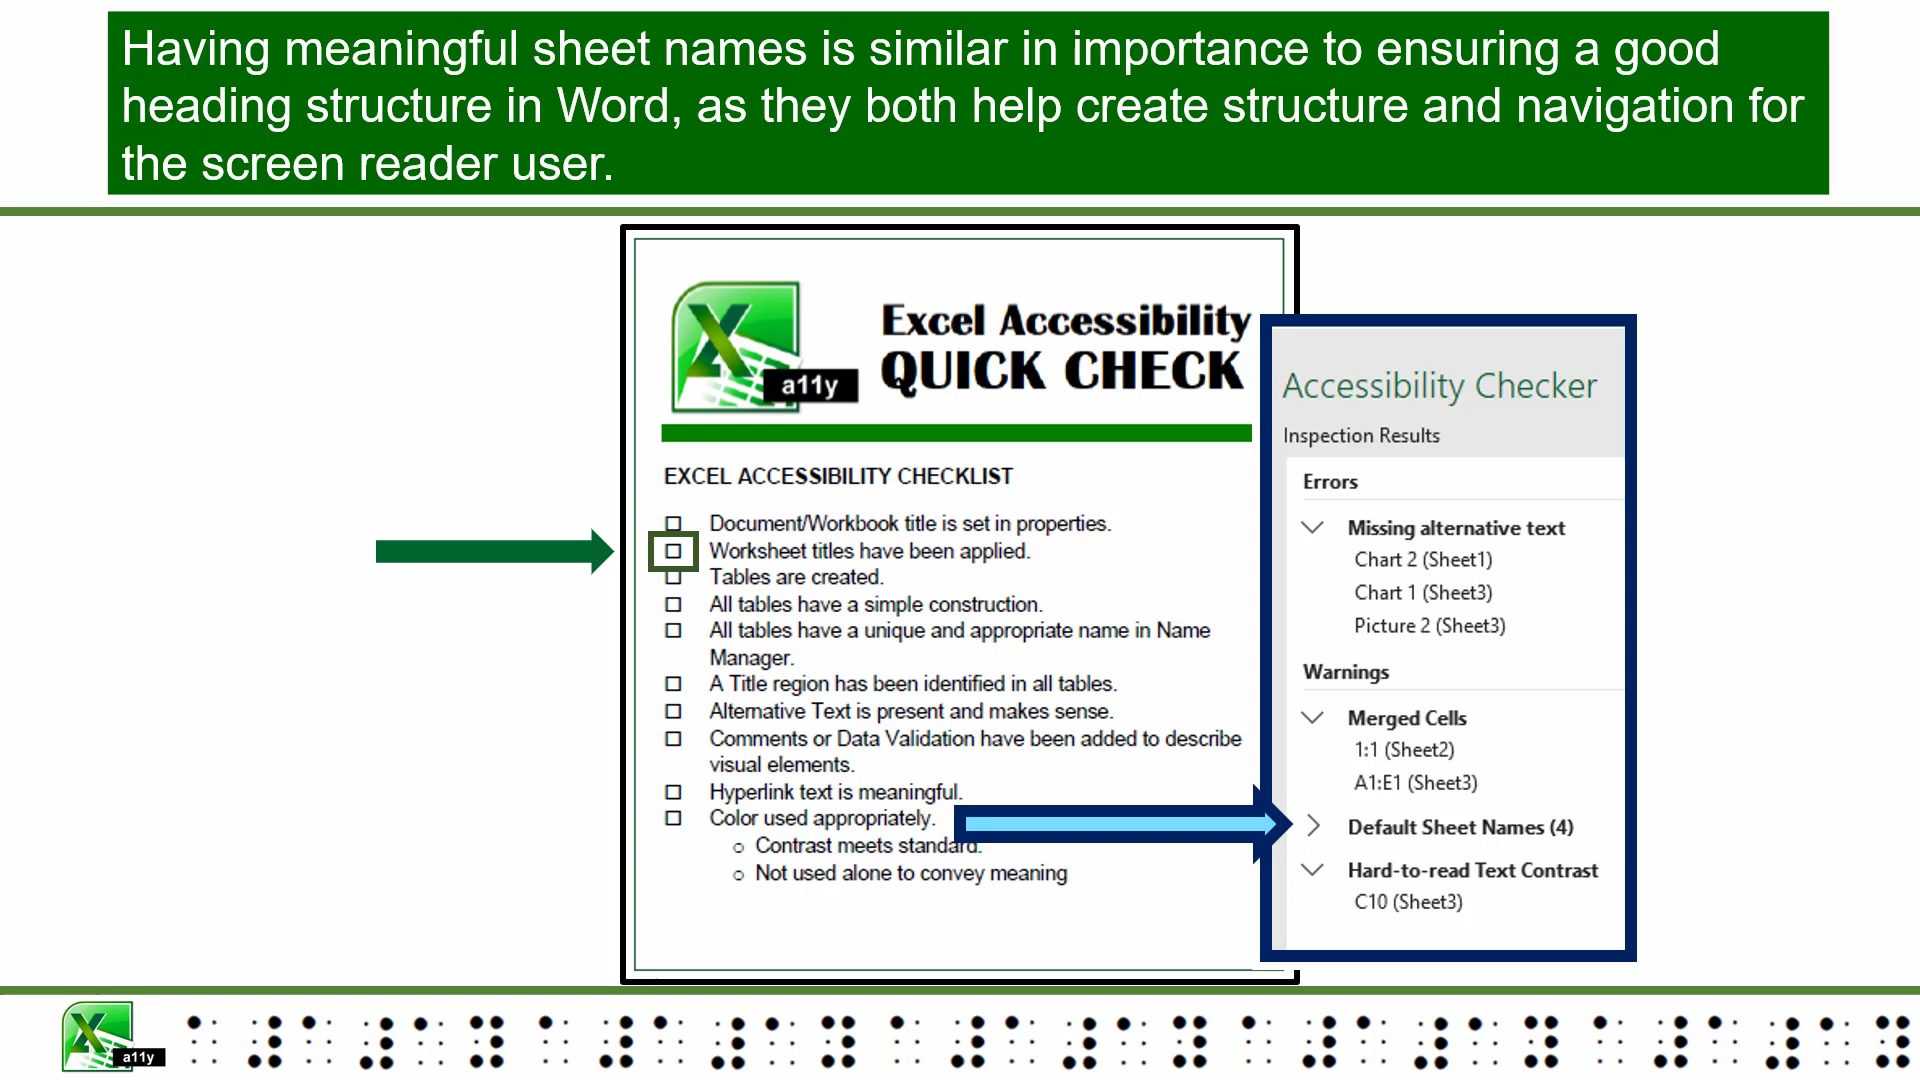 Having meaningful sheet names is similar in importance to ensuring a good
heading structure in Word, as they both help create structure and navigation for
the screen reader user.
a11y
Excel Accessibility
QUICK CHECK
EXCEL ACCESSIBILITY CHECKLIST
Document/Workbook title is set in properties.
Worksheet titles have been applied.
Tables are created.
All tables have a simple construction.
All tables have a unique and appropriate name in Name
Manager.
A Title region has been identified in all tables.
Alternative Text is present and makes sense.
Comments or Data Validation have been added to describe
visual elements.
Hyperlink text is meaningful.
Color used appropriately.
Contrast meets standard.
Not used alone to convey meaning
Accessibility Checker
Inspection Results
Errors
Missing alternative text
Chart 2 (Sheet1)
Chart 1 (Sheet3)
Picture 2 (Sheet3)
Warnings
Merged Cells
1:1 (Sheet2)
A1:E1 (Sheet3)
Default Sheet Names (4)
Hard-to-read Text Contrast
C10 (Sheet3)
a11y